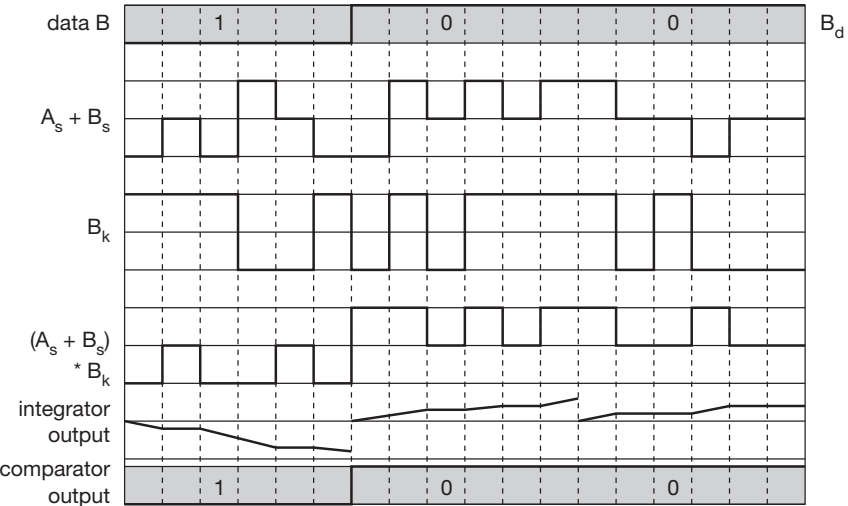 data B 1 0 0 B_d
A_s + B_s
B_k
(A_s + B_s)
* B_k
integrator
output
comparator
output 1 0 0